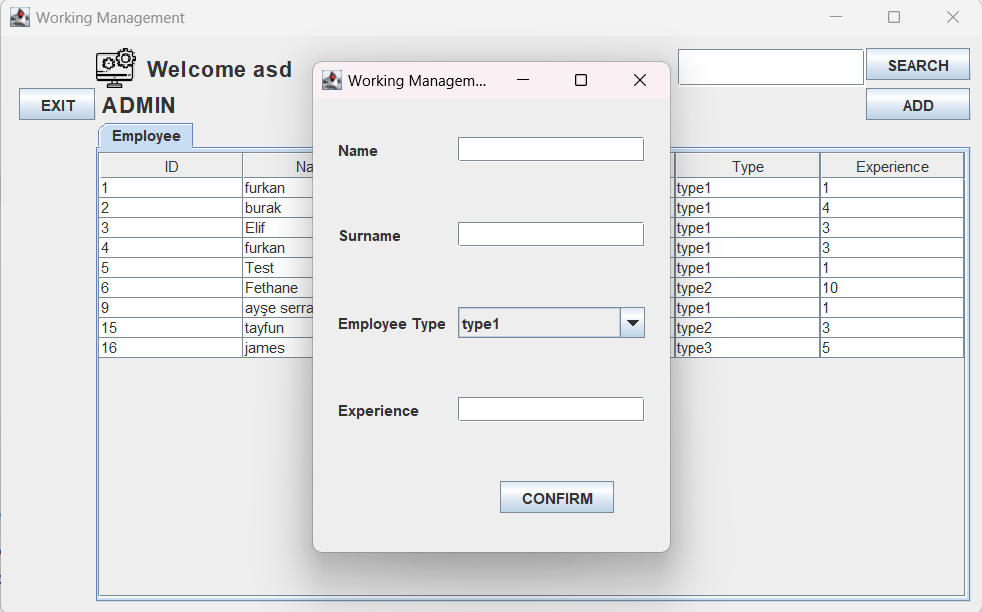 Working Management
Welcome asd
SEARCH
EXIT
ADMIN
ADD
Employee
ID
Na
Type
Experience
1 furkan type1 1
2 burak type1 4
3 Elif type1 3
4 furkan type1 3
5 Test type1 1
6 Fethane type2 10
9 ayşe serra type1 1
15 tayfun type2 3
16 james type3 5
Working Managem...
Name
Surname
Employee Type type1
Experience
CONFIRM